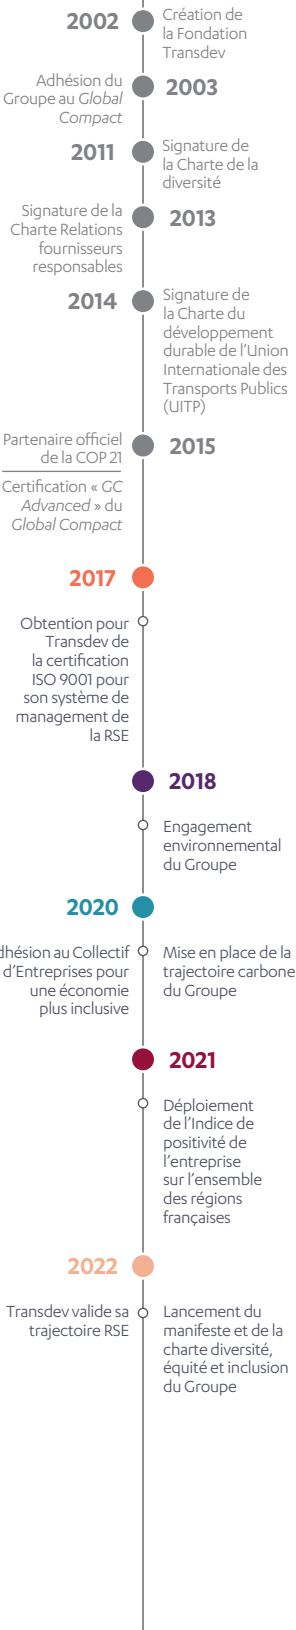 2002
Création de
la Fondation
Transdev
Adhésion du
Groupe au Global
Compact
2003
2011
Signature de
la Charte de la
diversité
Signature de la
Charte Relations
fournisseurs
responsables
2013
2014
Signature de
la Charte du
développement
durable de l'Union
Internationale des
Transports Publics
(UITP)
Partenaire officiel
de la COP 21
Certification « GC
Advanced » du
Global Compact
2015
2017
Obtention pour
Transdev de
la certification
ISO 9001 pour
son système de
management de
la RSE
2018
Engagement
environnemental
du Groupe
2020
dhésion au Collectif
d'Entreprises pour
une économie
plus inclusive
Mise en place de la
trajectoire carbone
du Groupe
2021
Déploiement
de l'Indice de
positivité de
l'entreprise
sur l'ensemble
des régions
françaises
2022
Transdev valide sa
trajectoire RSE
Lancement du
manifeste et de la
charte diversité,
équité et inclusion
du Groupe